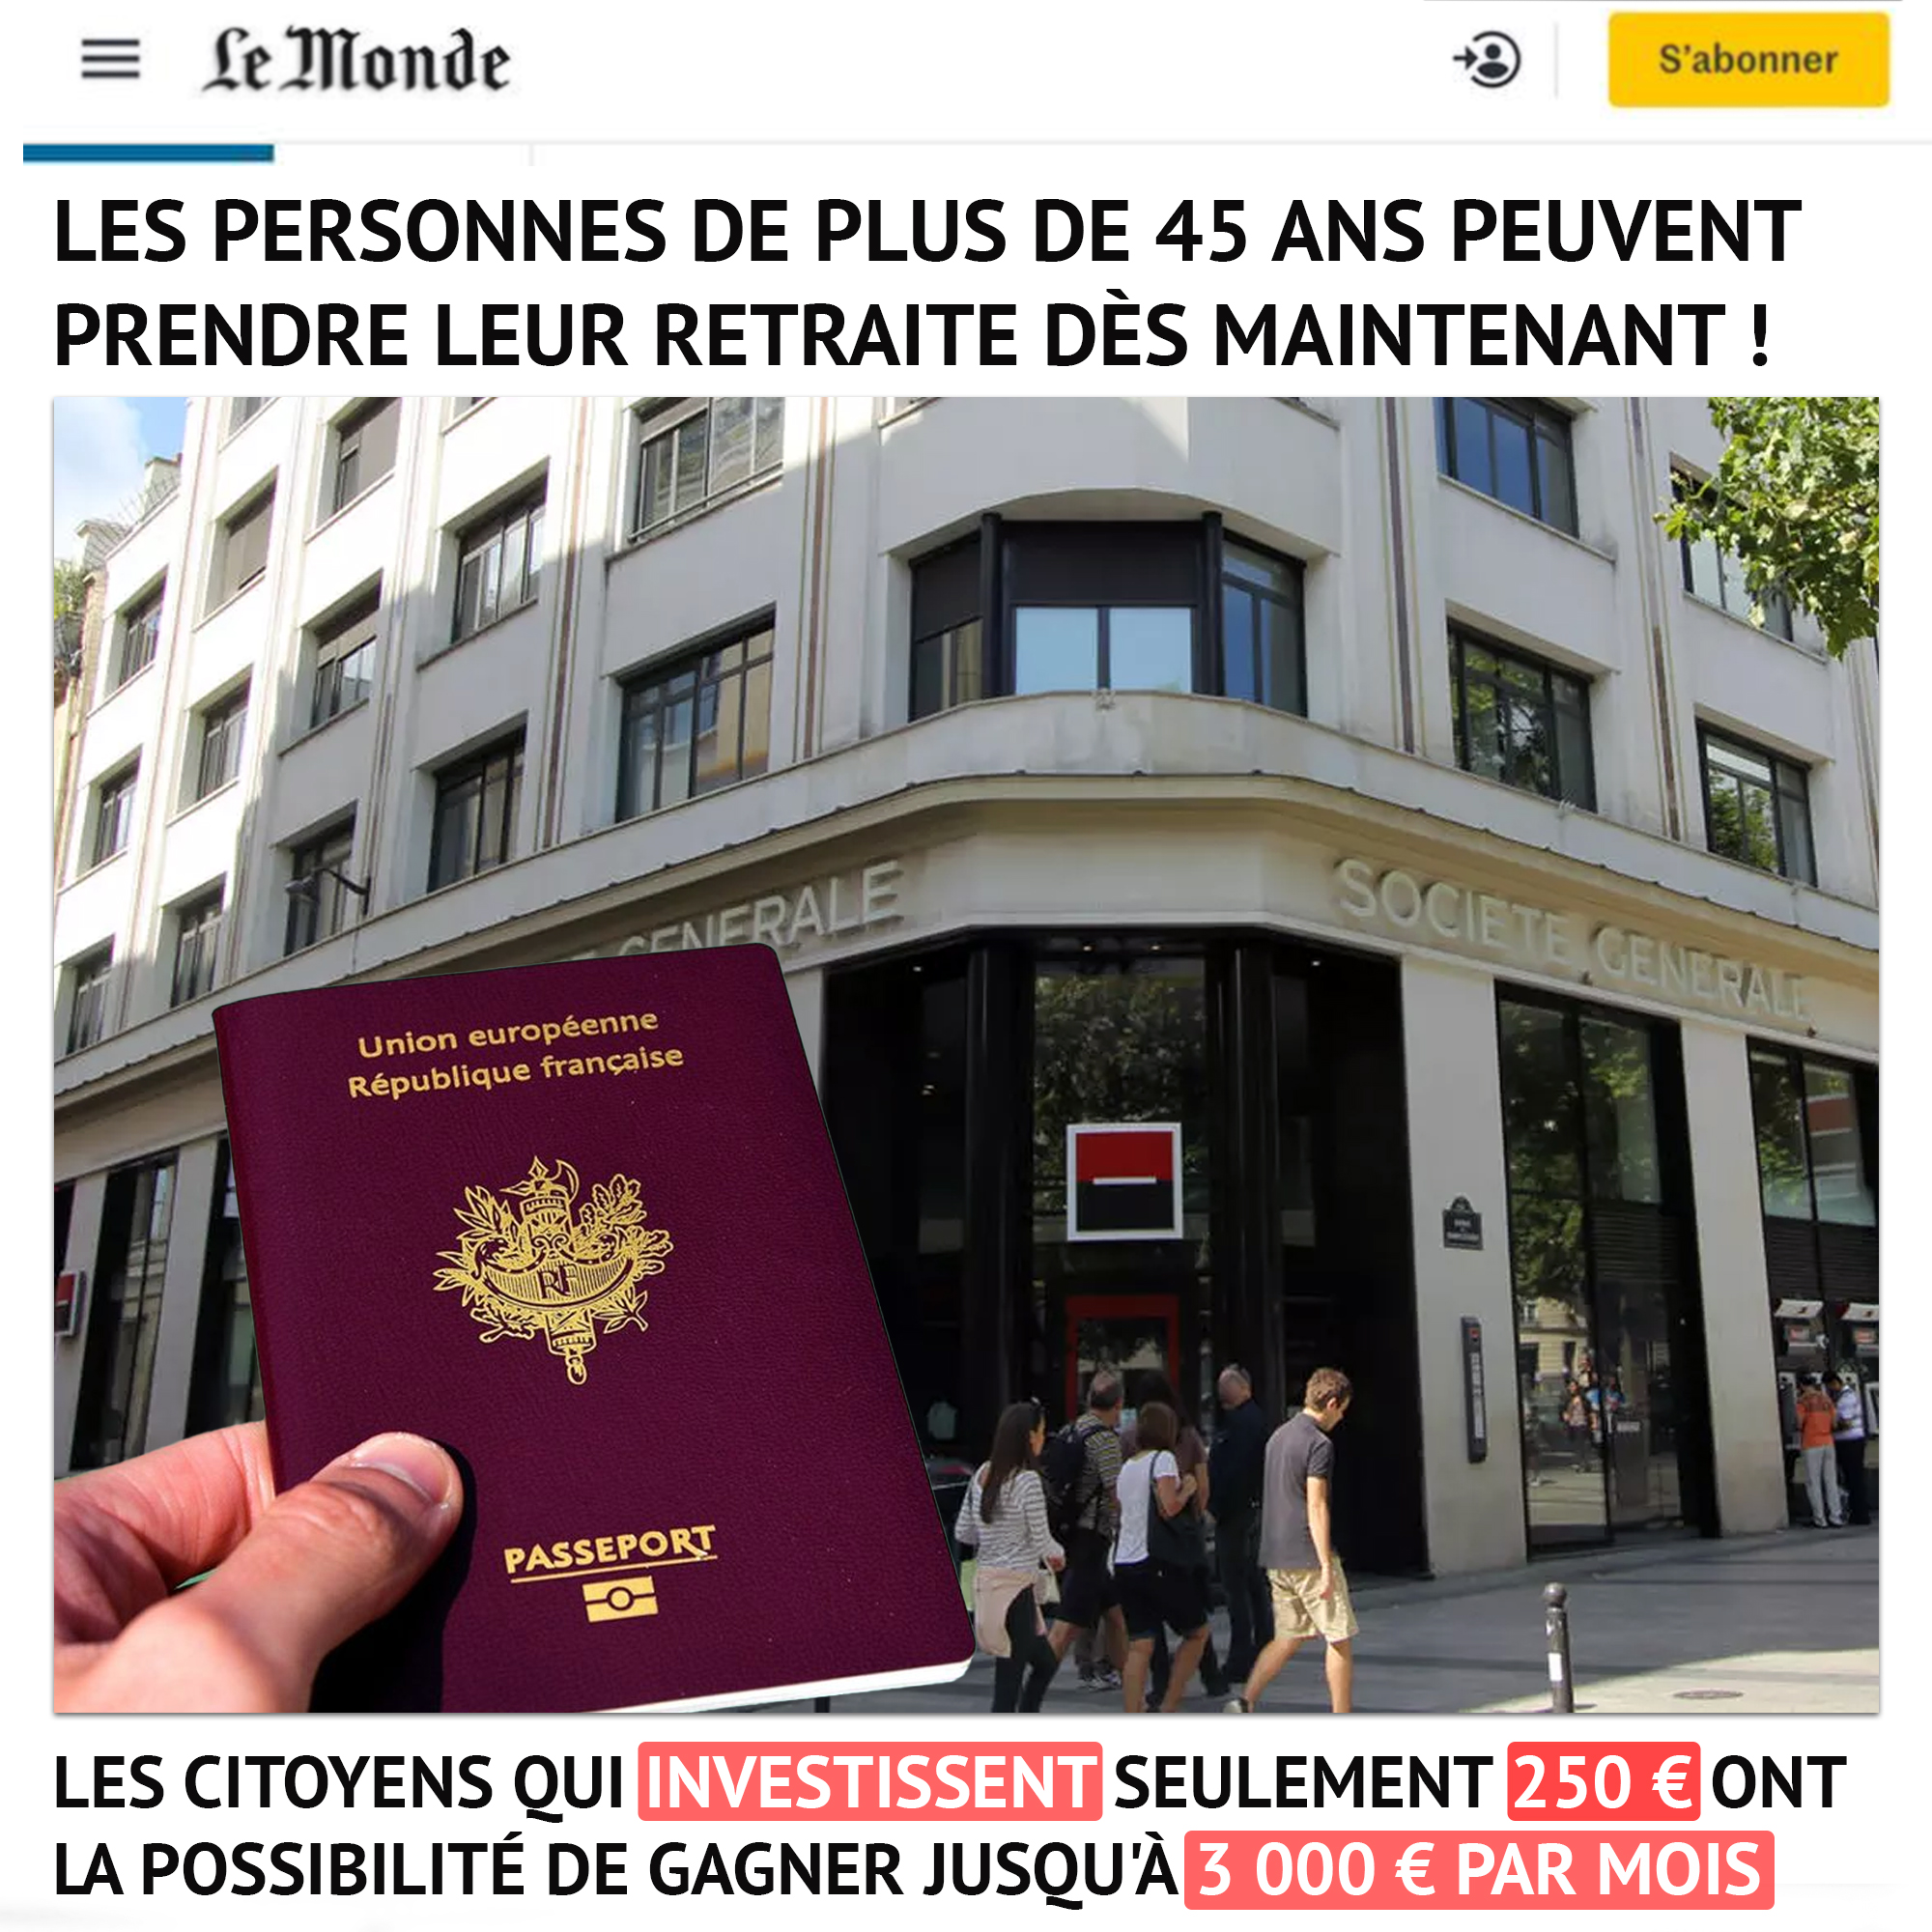 Le Monde
S'abonner
LES PERSONNES DE PLUS DE 45 ANS PEUVENT
PRENDRE LEUR RETRAITE DÈS MAINTENANT !
GENERALE
SOCIETE GENERALE
Union européenne
République française
RF
PASSEPORT
LES CITOYENS QUI INVESTISSENT SEULEMENT 250 € ONT
LA POSSIBILITÉ DE GAGNER JUSQU'À 3 000 € PAR MOIS